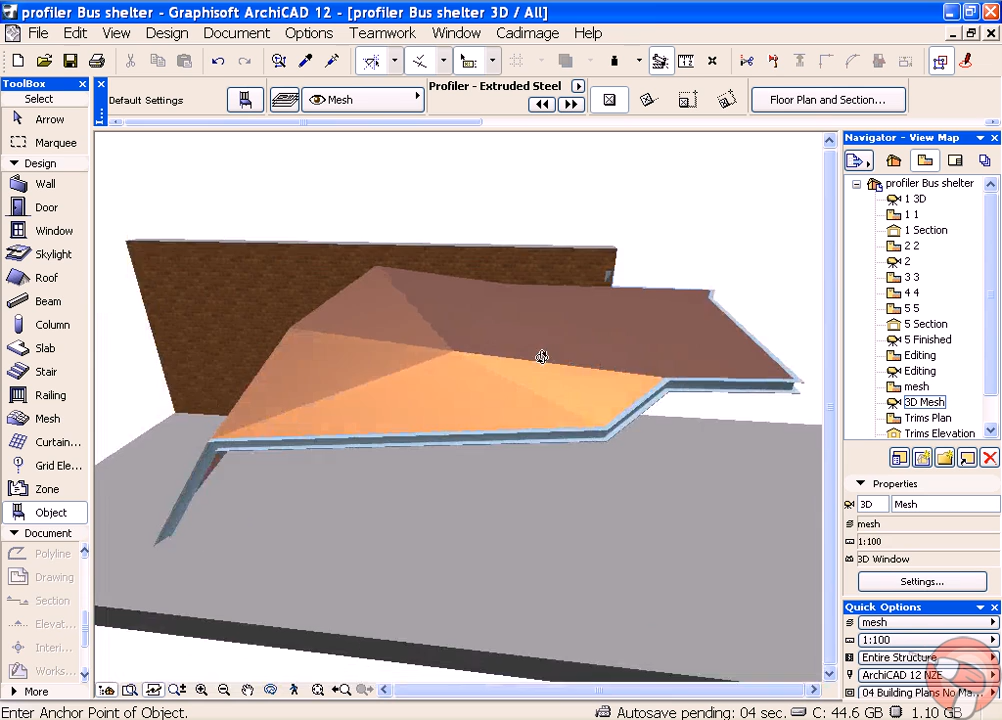 profiler Bus shelter - Graphisoft ArchiCAD 12 - [profiler Bus shelter 3D / All]
File Edit View Design Document Options Teamwork Window Cadimage Help
ToolBox
Select
Arrow
Marquee
Design
Wall
Door
Window
Skylight
Roof
Beam
Column
Slab
Stair
Railing
Mesh
Curtain...
Grid Ele...
Zone
Object
Document
Polyline
Drawing
Section
Elevat...
Interi...
Works...
More
Default Settings
Mesh
Profiler - Extruded Steel
Floor Plan and Section...
Navigator - View Map
profiler Bus shelter
1 3D
1 1
1 Section
2 2
2
3 3
4 4
5 5
5 Section
5 Finished
Editing
Editing
mesh
3D Mesh
Trims Plan
Trims Elevation
Properties
3D Mesh
mesh
1:100
3D Window
Settings...
Quick Options
mesh
1:100
Entire Structure
ArchiCAD 12 NZE
04 Building Plans No Ma...
Enter Anchor Point of Object.
Autosave pending: 04 sec. C: 44.6 GB 1.10 GB